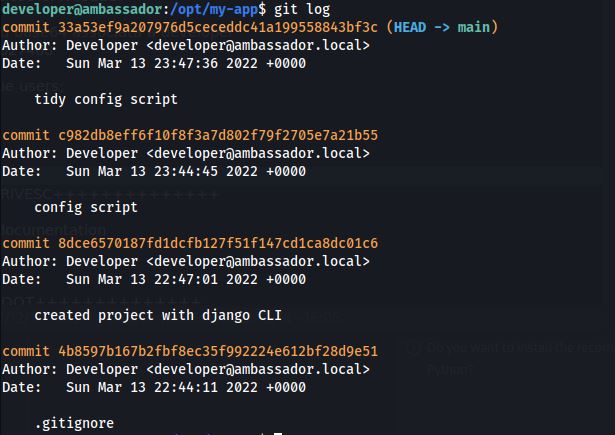 developer@ambassador:/opt/my-app$ git log
commit 33a53ef9a207976d5ceceddc41a199558843bf3c (HEAD -> main)
Author: Developer <developer@ambassador.local>
Date:   Sun Mar 13 23:47:36 2022 +0000
tidy config script
commit c982db8eff6f10f8f3a7d802f79f2705e7a21b55
Author: Developer <developer@ambassador.local>
Date:   Sun Mar 13 23:44:45 2022 +0000
config script
commit 8dce6570187fd1dcfb127f51f147cd1ca8dc01c6
Author: Developer <developer@ambassador.local>
Date:   Sun Mar 13 22:47:01 2022 +0000
created project with django CLI
commit 4b8597b167b2fbf8ec35f992224e612bf28d9e51
Author: Developer <developer@ambassador.local>
Date:   Sun Mar 13 22:44:11 2022 +0000
.gitignore